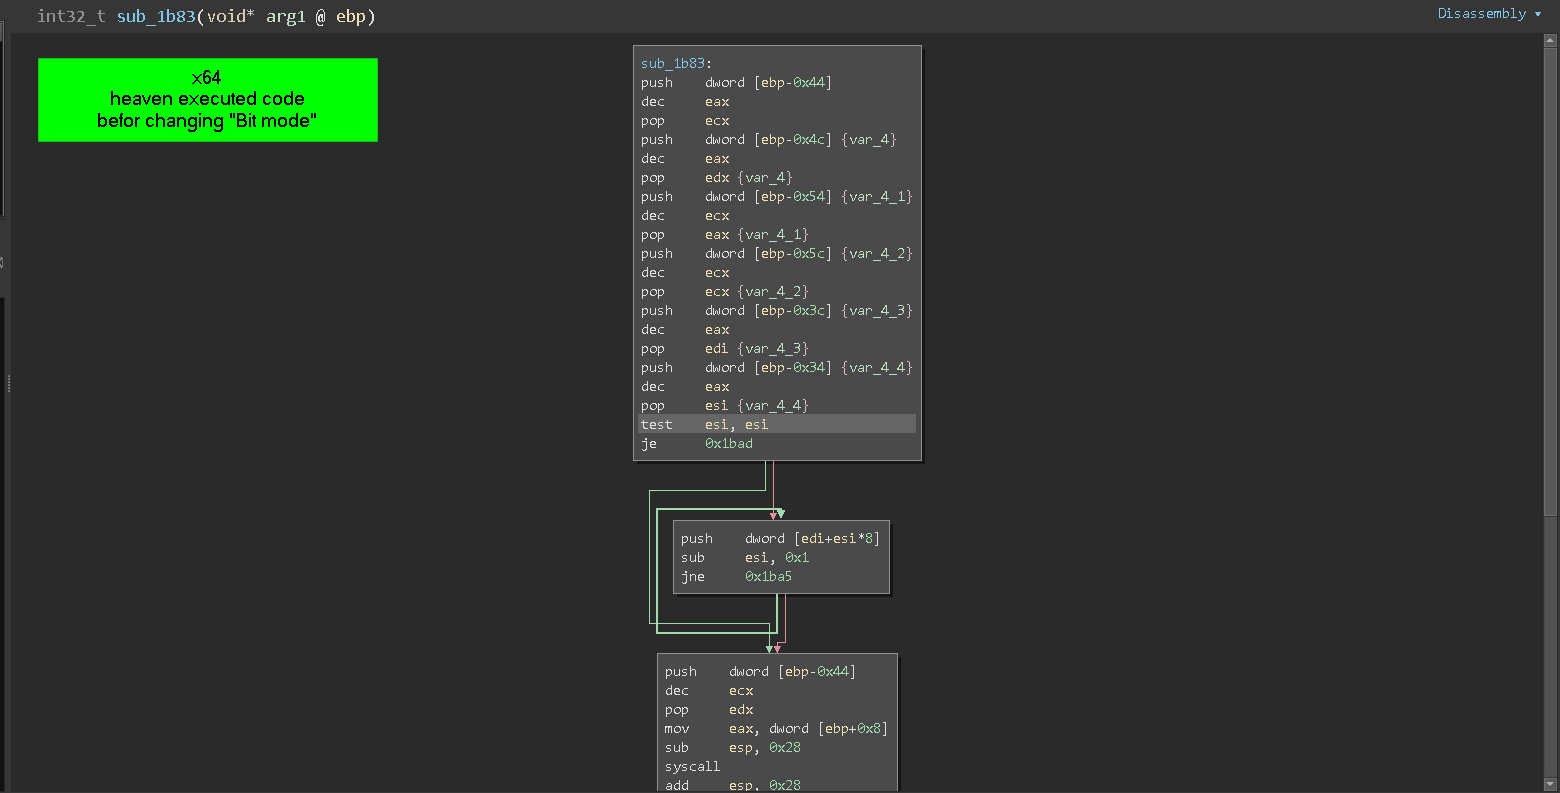 int32_t sub_1b83(void* arg1 @ ebp)
Disassembly
x64
heaven executed code
befor changing "Bit mode"
sub_1b83:
push dword [ebp-0x44]
dec eax
pop ecx
push dword [ebp-0x4c] {var_4}
dec eax
pop edx {var_4}
push dword [ebp-0x54] {var_4_1}
dec ecx
pop eax {var_4_1}
push dword [ebp-0x5c] {var_4_2}
dec ecx
pop ecx {var_4_2}
push dword [ebp-0x3c] {var_4_3}
dec eax
pop edi {var_4_3}
push dword [ebp-0x34] {var_4_4}
dec eax
pop esi {var_4_4}
test esi, esi
je 0x1bad
push dword [edi+esi*8]
sub esi, 0x1
jne 0x1ba5
push dword [ebp-0x44]
dec ecx
pop edx
mov eax, dword [ebp+0x8]
sub esp, 0x28
syscall
add esp, 0x28